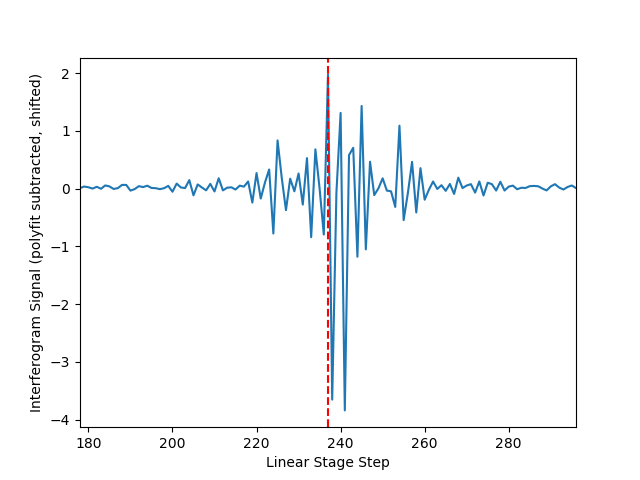 Interferogram Signal (polyfit subtracted, shifted)
2
1
0
−1
−2
−3
−4
180 200 220 240 260 280
Linear Stage Step